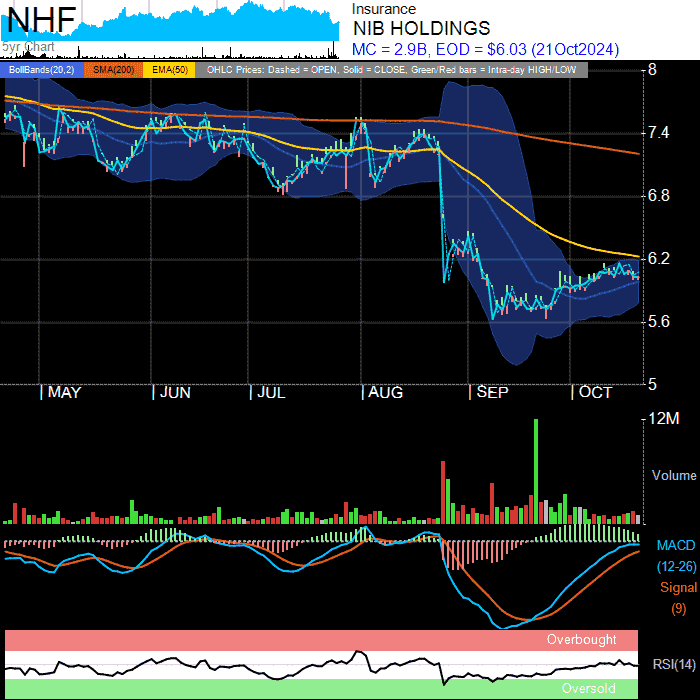 NHF
5yr Chart
Insurance
NIB HOLDINGS
MC = 2.9B, EOD = $6.03 (21Oct2024)
BollBands(20,2) SMA(200) EMA(50) OHLC Prices: Dashed = OPEN, Solid = CLOSE, Green/Red bars = Intra-day HIGH/LOW
8
7.4
6.8
6.2
5.6
5
MAY JUN JUL AUG SEP OCT
12M
Volume
MACD
(12-26)
Signal
(9)
Overbought
RSI(14)
Oversold